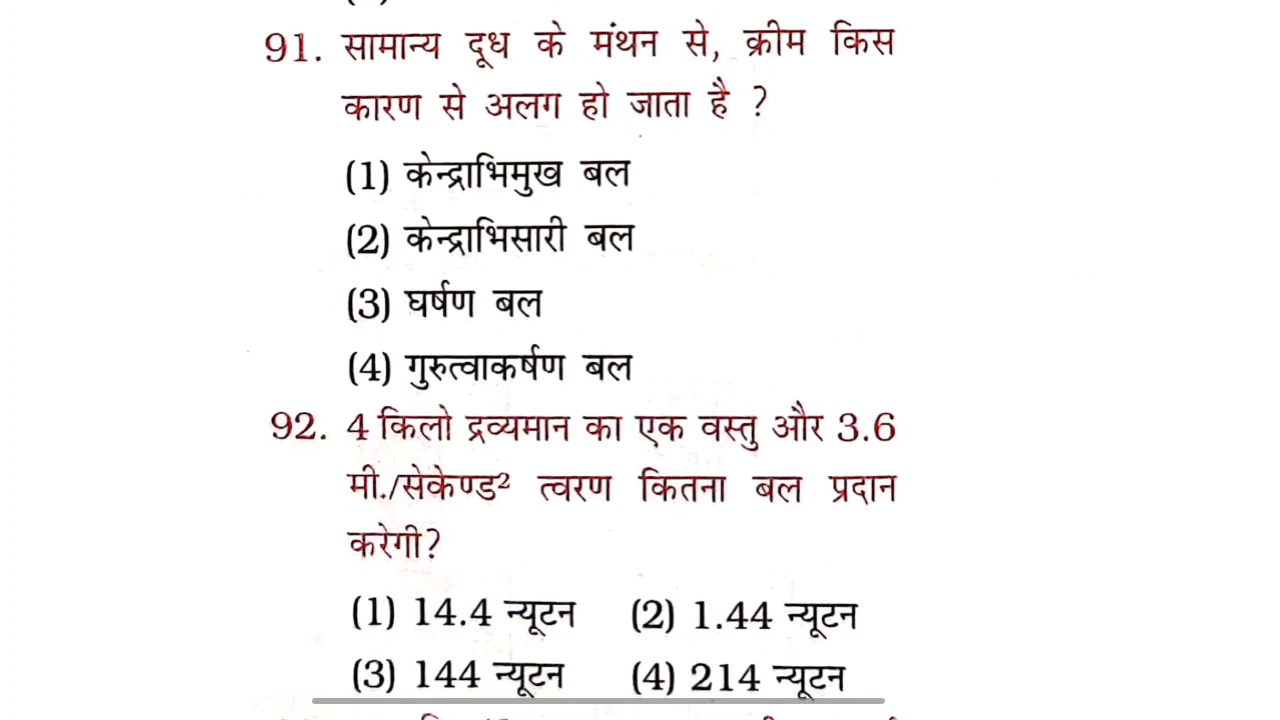 91. सामान्य दूध के मंथन से, क्रीम किस
कारण से अलग हो जाता है ?
(1) केन्द्राभिमुख बल
(2) केन्द्राभिसारी बल
(3) घर्षण बल
(4) गुरुत्वाकर्षण बल
92. 4 किलो द्रव्यमान का एक वस्तु और 3.6
मी./सेकेण्ड² त्वरण कितना बल प्रदान
करेगी?
(1) 14.4 न्यूटन (2) 1.44 न्यूटन
(3) 144 न्यूटन (4) 214 न्यूटन